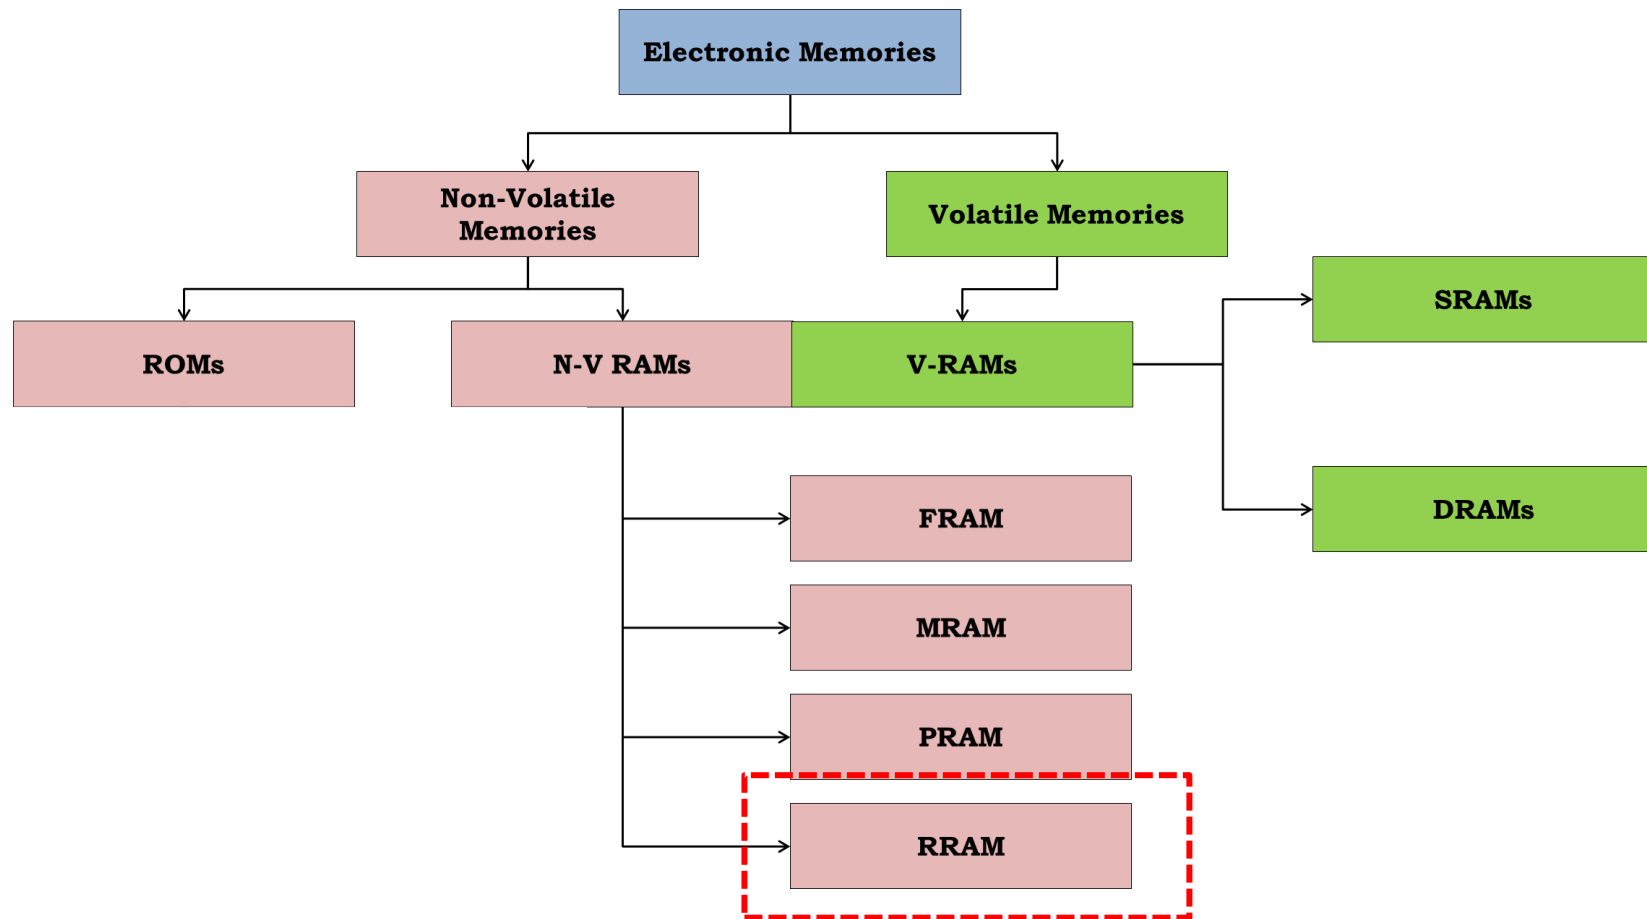 Electronic Memories
Non-Volatile
Memories
Volatile Memories
SRAMs
ROMs
N-V RAMs
V-RAMs
DRAMs
FRAM
MRAM
PRAM
RRAM